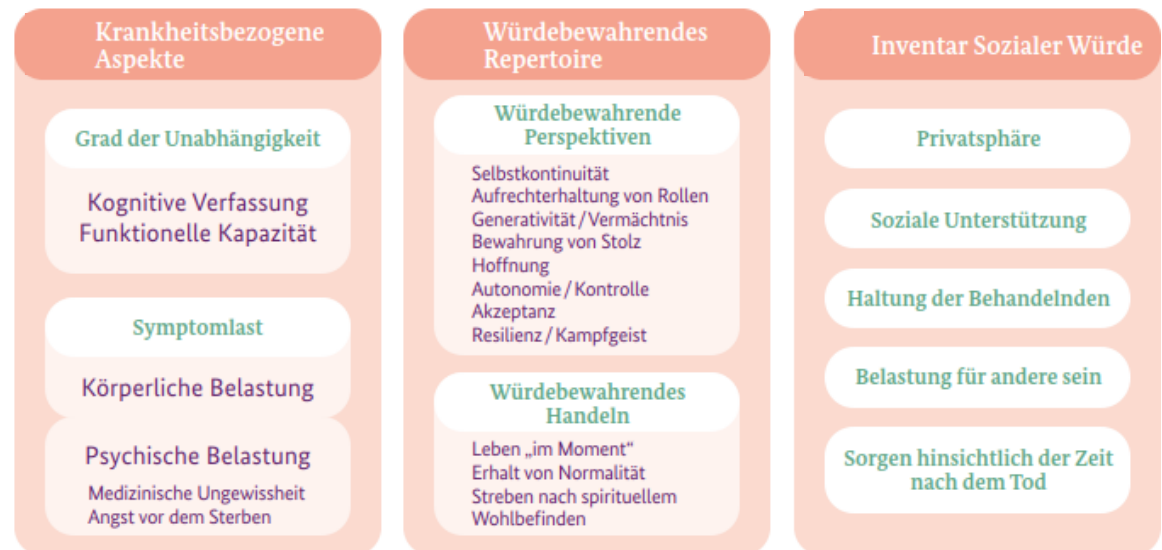 Krankheitsbezogene
Aspekte
Grad der Unabhängigkeit
Kognitive Verfassung
Funktionelle Kapazität
Symptomlast
Körperliche Belastung
Psychische Belastung
Medizinische Ungewissheit
Angst vor dem Sterben
Würdebewahrendes
Repertoire
Würdebewahrende
Perspektiven
Selbstkontinuität
Aufrechterhaltung von Rollen
Generativität / Vermächtnis
Bewahrung von Stolz
Hoffnung
Autonomie / Kontrolle
Akzeptanz
Resilienz / Kampfgeist
Würdebewahrendes
Handeln
Leben „im Moment“
Erhalt von Normalität
Streben nach spirituellem
Wohlbefinden
Inventar Sozialer Würde
Privatsphäre
Soziale Unterstützung
Haltung der Behandelnden
Belastung für andere sein
Sorgen hinsichtlich der Zeit
nach dem Tod